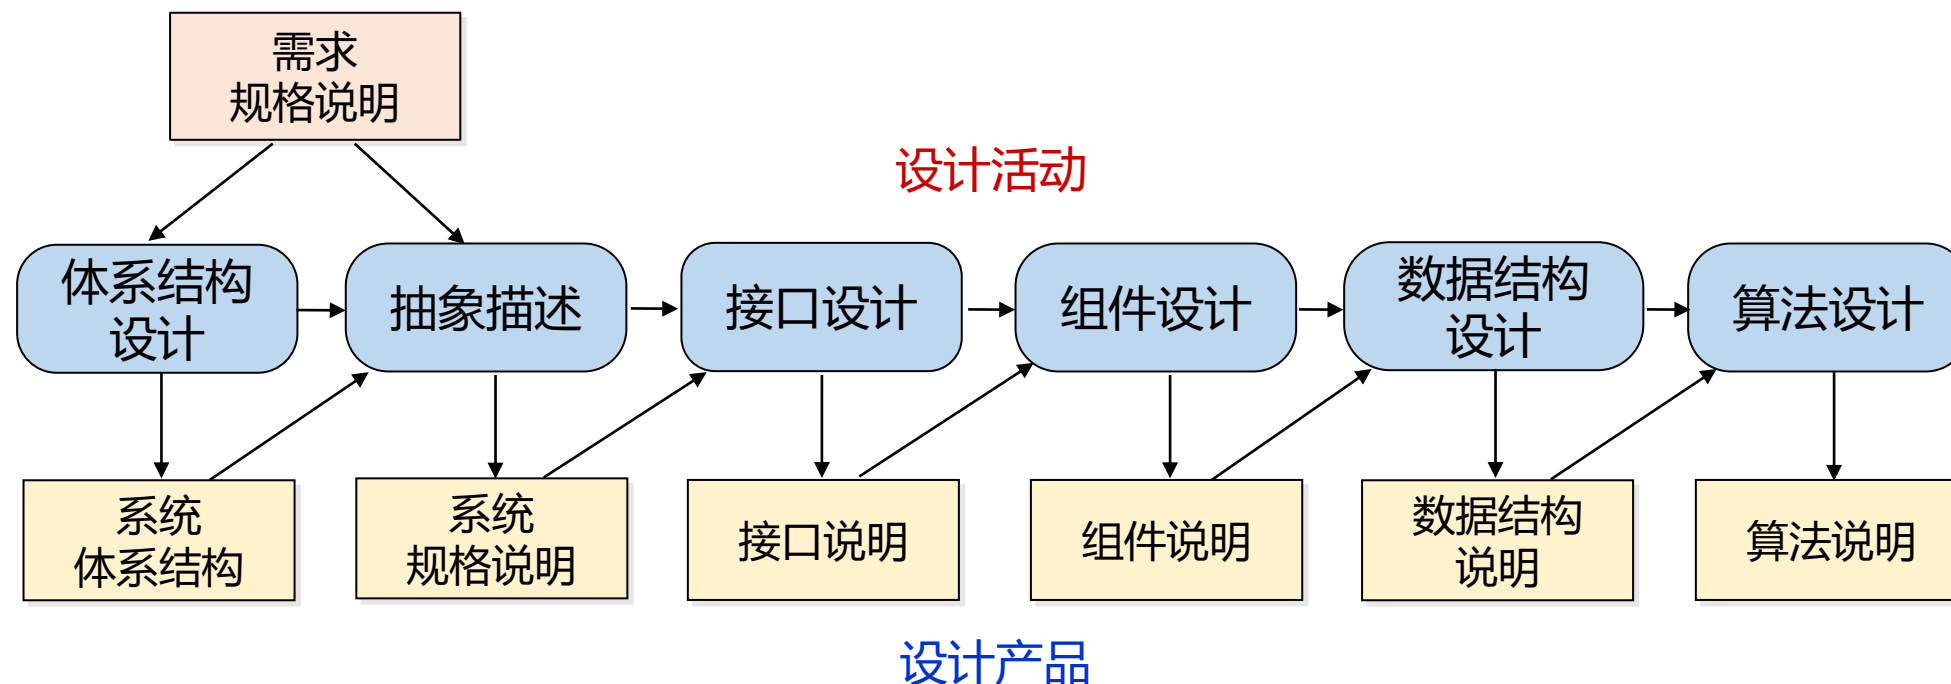 需求
规格说明
设计活动
体系结构
设计
抽象描述
接口设计
组件设计
数据结构
设计
算法设计
系统
体系结构
系统
规格说明
接口说明
组件说明
数据结构
说明
算法说明
设计产品